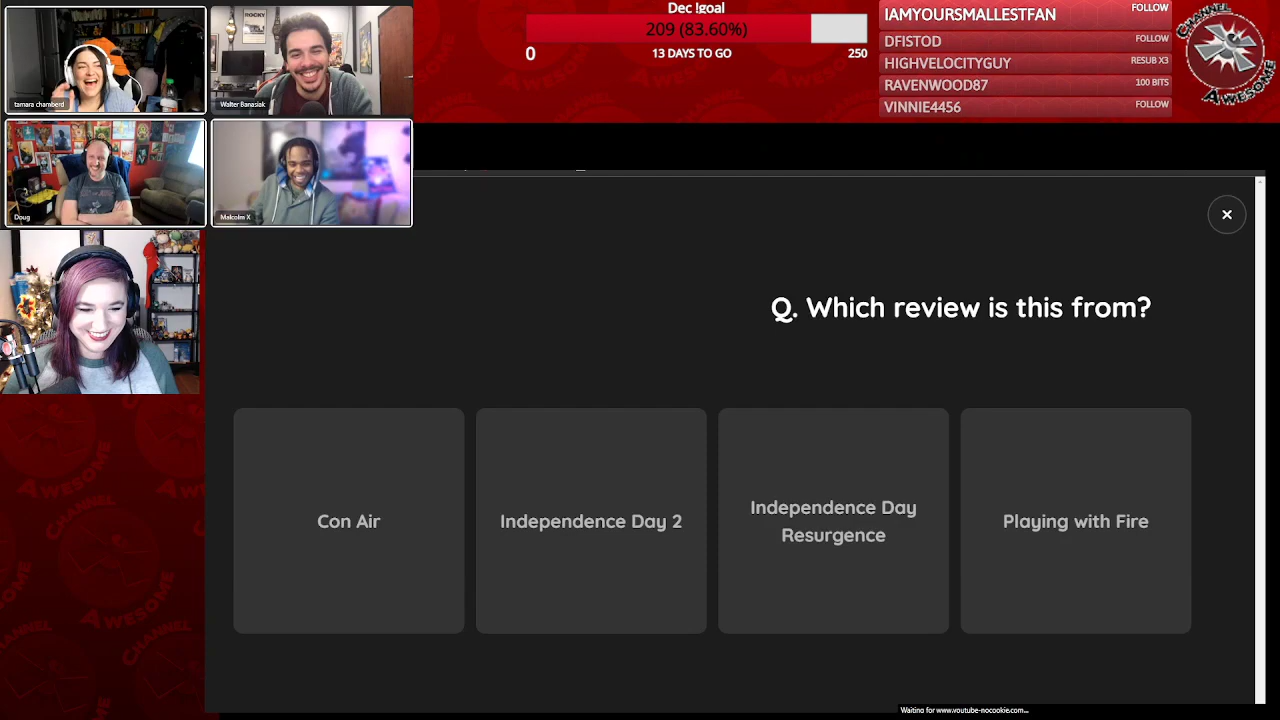 tamara chamberd
ROCKY
Walter Banasiak
Doug
Malcolm X
Dec !goal
209 (83.60%)
0
13 DAYS TO GO
250
IAMYOURSMALLESTFAN
FOLLOW
DFISTOD
FOLLOW
HIGHVELOCITYGUY
RESUB X3
RAVENWOOD87
100 BITS
VINNIE4456
FOLLOW
CHANNEL
AWESOME
Q. Which review is this from?
Con Air
Independence Day 2
Independence Day
Resurgence
Playing with Fire
Waiting for www.youtube-nocookie.com...